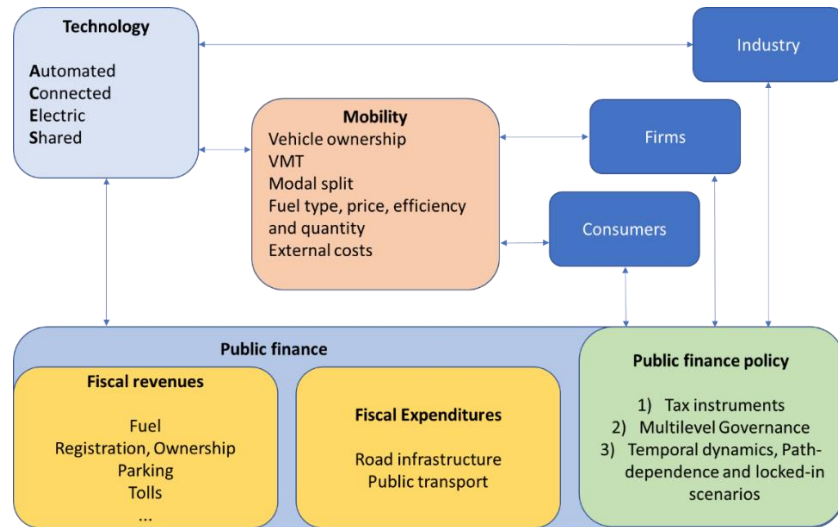 Technology
Automated
Connected
Electric
Shared
Industry
Mobility
Vehicle ownership
VMT
Modal split
Fuel type, price, efficiency
and quantity
External costs
Firms
Consumers
Public finance
Fiscal revenues
Fuel
Registration, Ownership
Parking
Tolls
...
Fiscal Expenditures
Road infrastructure
Public transport
Public finance policy
1) Tax instruments
2) Multilevel Governance
3) Temporal dynamics, Path-
dependence and locked-in
scenarios